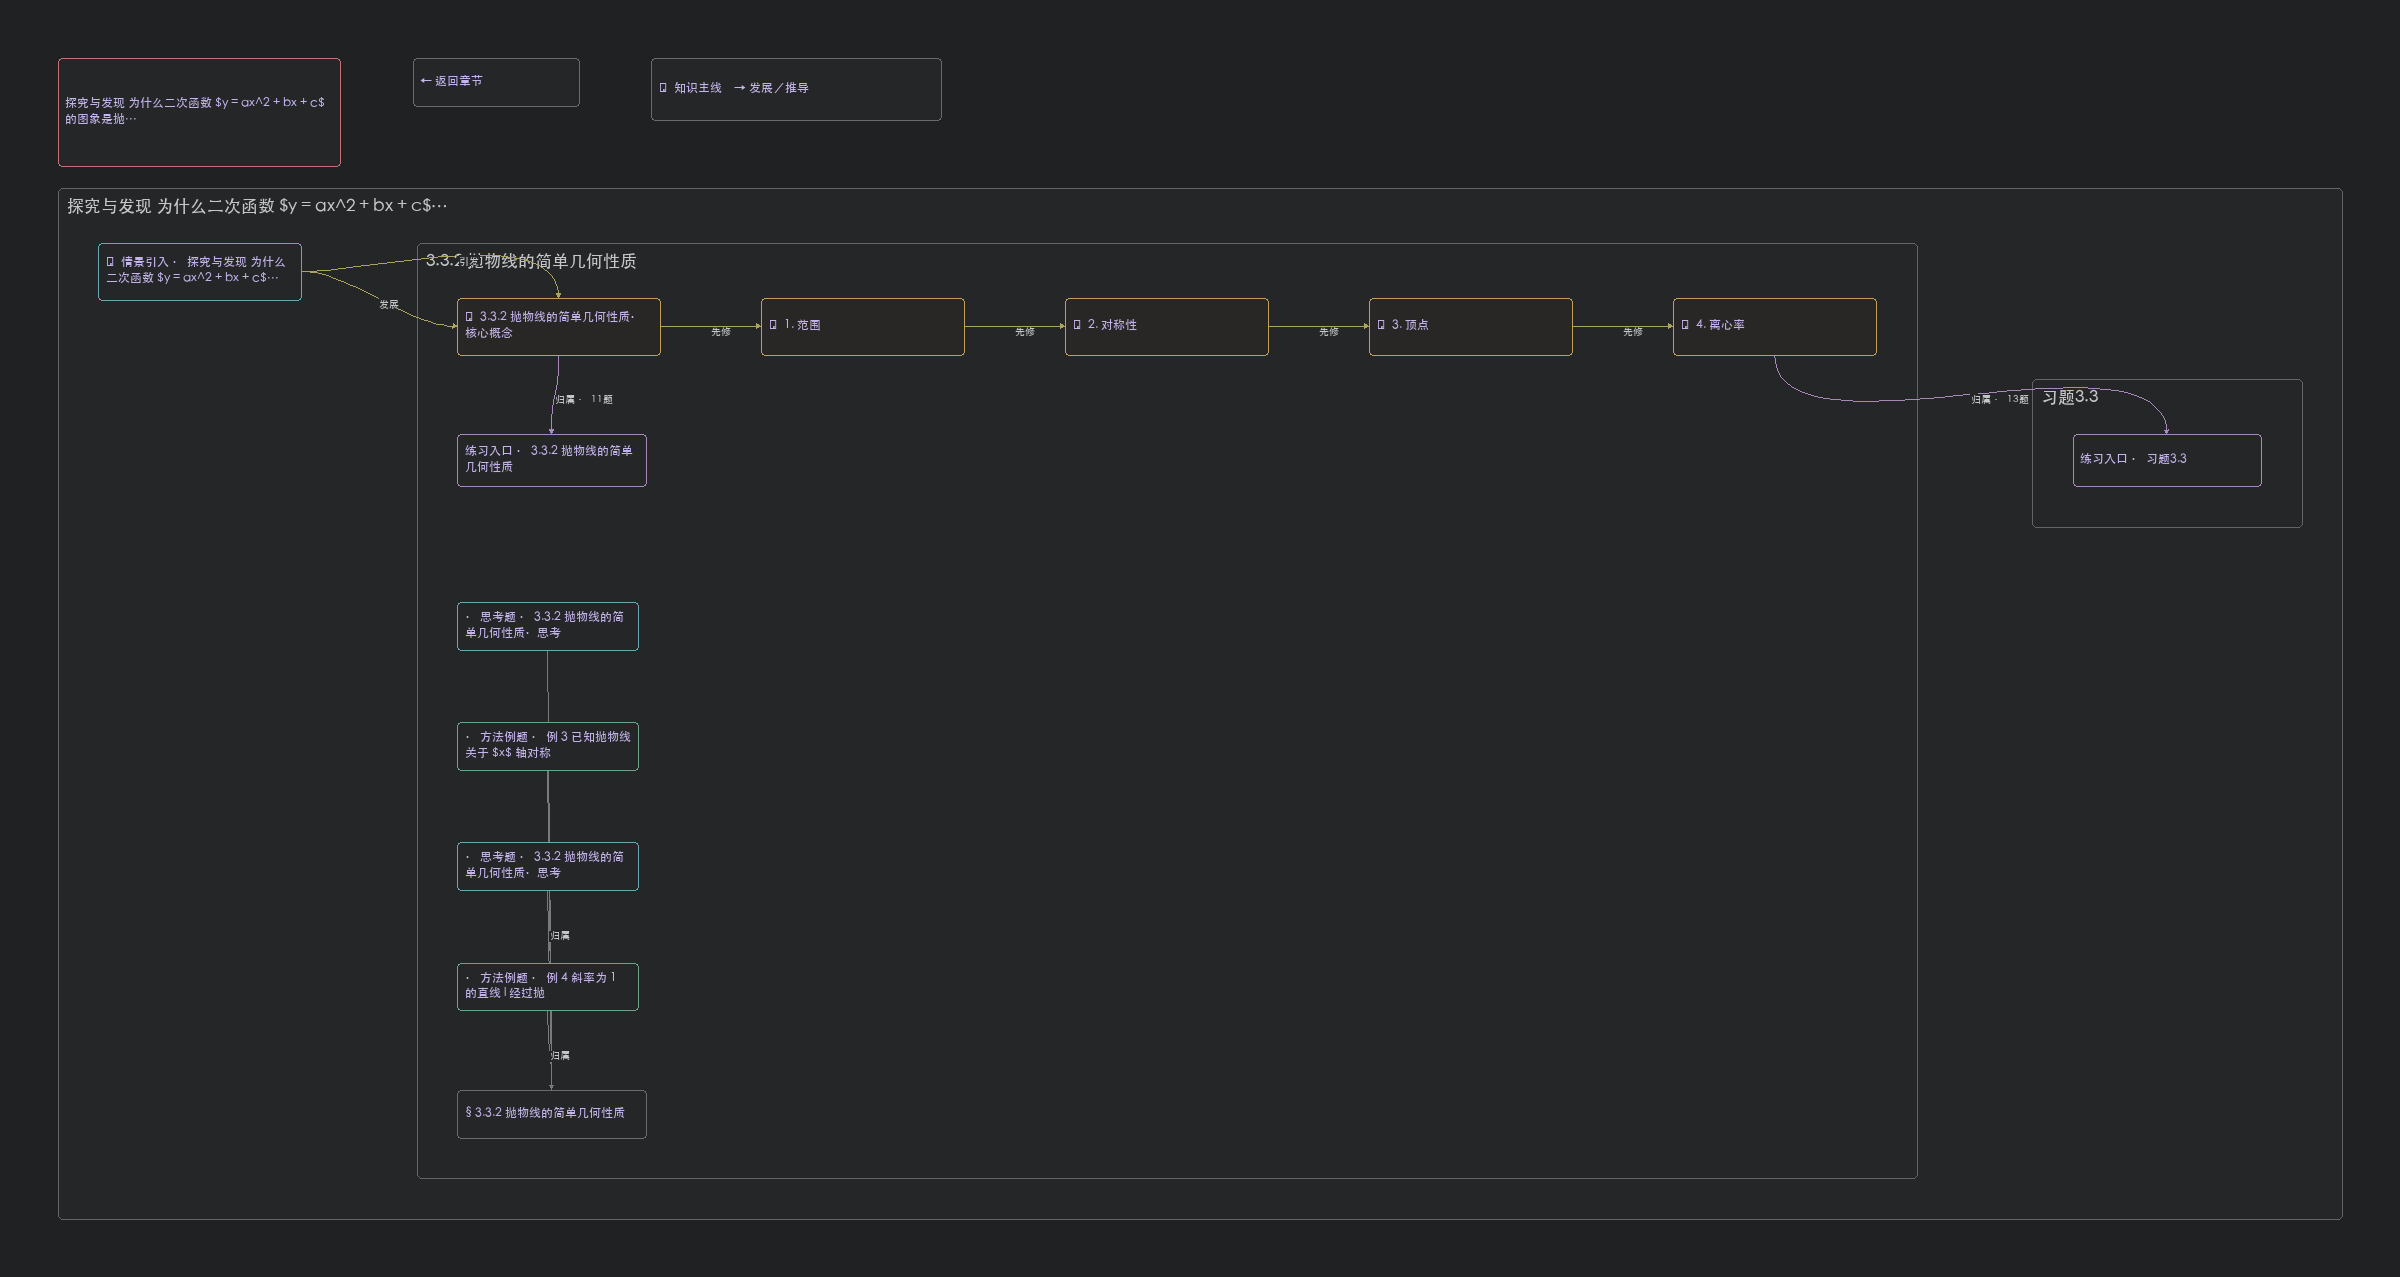 探究与发现 为什么二次函数 $y = ax^2 + bx + c$
的图象是抛…
← 返回章节
知识主线 → 发展／推导
探究与发现 为什么二次函数 $y = ax^2 + bx + c$…
情景引入 · 探究与发现 为什么
二次函数 $y = ax^2 + bx + c$…
发展
3.3.2 抛物线的简单几何性质
3.3.2 抛物线的简单几何性质 ·
核心概念
先修
1. 范围
先修
2. 对称性
先修
3. 顶点
先修
4. 离心率
归属 · 11题
归属 · 13题
习题3.3
练习入口 · 3.3.2 抛物线的简单
几何性质
练习入口 · 习题3.3
· 思考题 · 3.3.2 抛物线的简
单几何性质 · 思考
· 方法例题 · 例 3 已知抛物线
关于 $x$ 轴对称
· 思考题 · 3.3.2 抛物线的简
单几何性质 · 思考
归属
· 方法例题 · 例 4 斜率为 1
的直线 l 经过抛
归属
§ 3.3.2 抛物线的简单几何性质